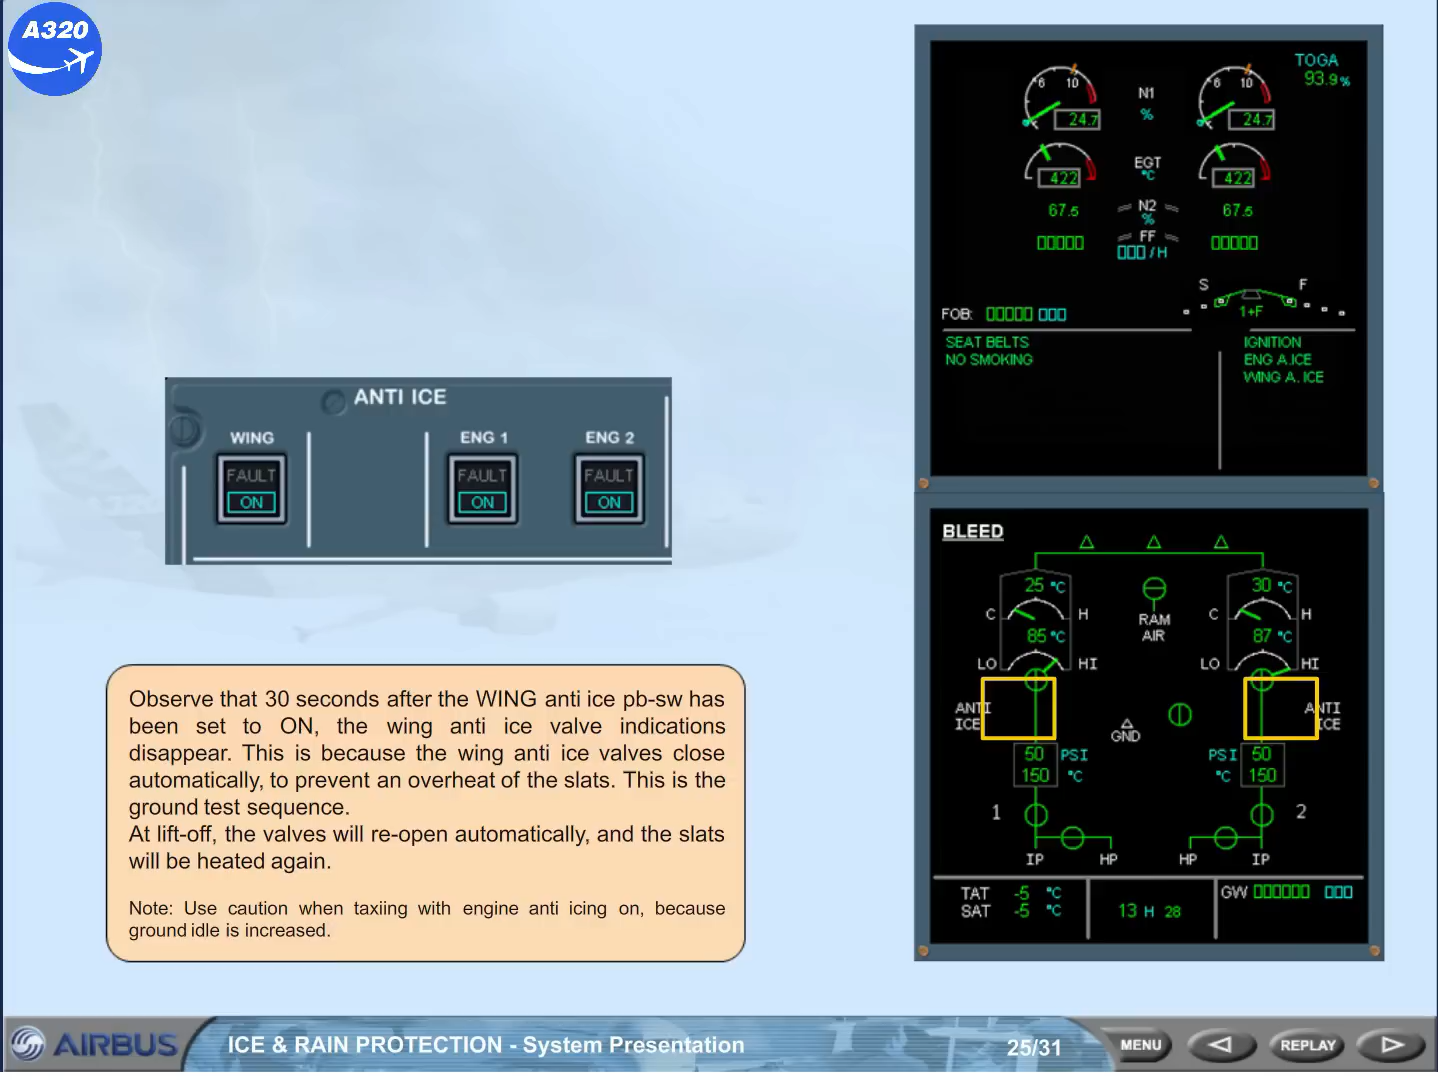 A320
TOGA
93.9 %
6 10 N1 6 10
24.7 % 24.7
EGT
422 °C 422
67.5 N2 67.5
%
FF
/H
S F
FOB: 1+F
SEAT BELTS IGNITION
NO SMOKING ENG A.ICE
WING A. ICE
ANTI ICE
WING ENG 1 ENG 2
FAULT FAULT FAULT
ON ON ON
BLEED
25 °C 30 °C
C H C H
RAM
AIR
85 °C 87 °C
LO HI LO HI
ANTI ANTI
ICE ICE
GND
50 PSI PSI 50
150 °C °C 150
1 2
IP HP HP IP
TAT -5 °C GW
SAT -5 °C 13 H 28
Observe that 30 seconds after the WING anti ice pb-sw has
been set to ON, the wing anti ice valve indications
disappear. This is because the wing anti ice valves close
automatically, to prevent an overheat of the slats. This is the
ground test sequence.
At lift-off, the valves will re-open automatically, and the slats
will be heated again.
Note: Use caution when taxiing with engine anti icing on, because
ground idle is increased.
AIRBUS ICE & RAIN PROTECTION - System Presentation 25/31 MENU REPLAY